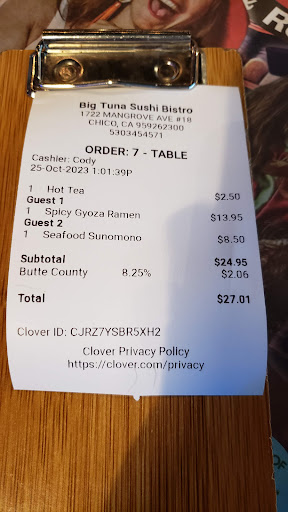 Big Tuna Sushi Bistro
1722 MANGROVE AVE #18
CHICO, CA 959262300
5303454571
ORDER: 7 - TABLE
Cashier: Cody
25-Oct-2023 1:01:39P
1 Hot Tea $2.50
Guest 1
1 Spicy Gyoza Ramen $13.95
Guest 2
1 Seafood Sunomono $8.50
Subtotal $24.95
Butte County 8.25% $2.06
Total $27.01
Clover ID: CJRZ7YSBR5XH2
Clover Privacy Policy
https://clover.com/privacy